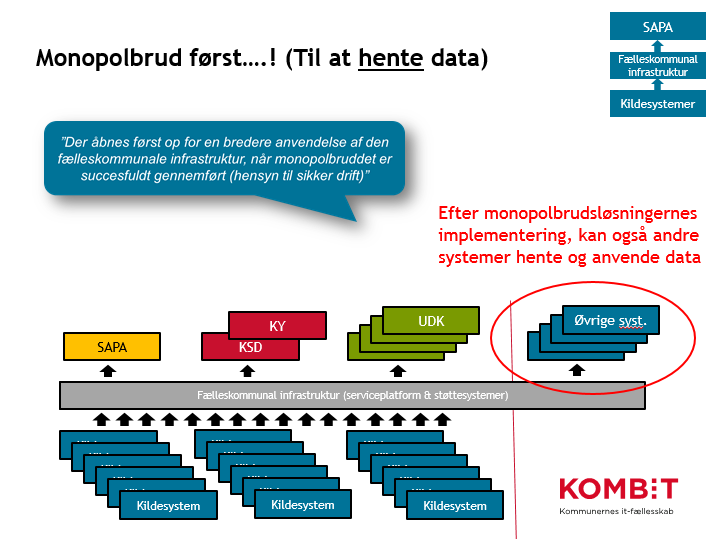 SAPA
Fælleskommunal
infrastruktur
Kildesystemer
Monopolbrud først….! (Til at hente data)
”Der åbnes først op for en bredere anvendelse af den
fælleskommunale infrastruktur, når monopolbruddet er
succesfuldt gennemført (hensyn til sikker drift)”
Efter monopolbrudsløsningernes
implementering, kan også andre
systemer hente og anvende data
SAPA
KY
KSD
UDK
Øvrige syst.
Fælleskommunal infrastruktur (serviceplatform & støttesystemer)
Kildesystem
Kildesystem
Kildesystem
KOMBIT
Kommunernes it-fællesskab